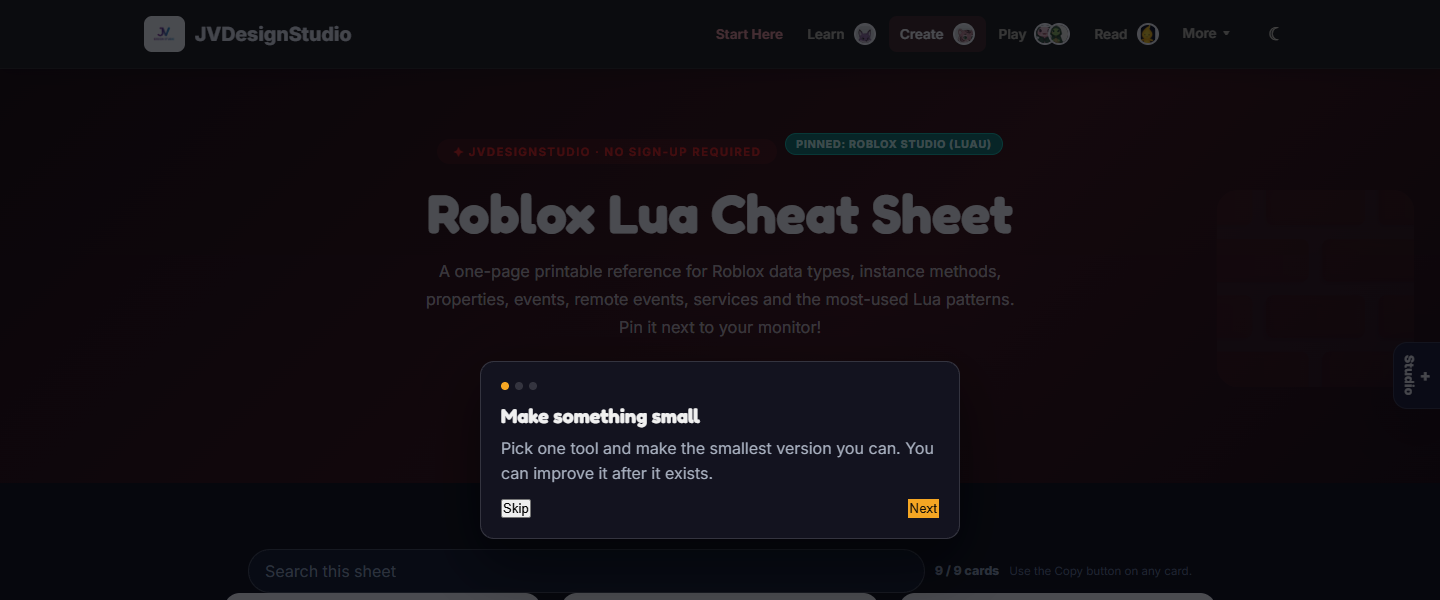 JV JVDesignStudio
Start Here Learn Create Play Read More
✦ JVDESIGNSTUDIO · NO SIGN-UP REQUIRED
PINNED: ROBLOX STUDIO (LUAU)
Roblox Lua Cheat Sheet
A one-page printable reference for Roblox data types, instance methods,
properties, events, remote events, services and the most-used Lua patterns.
Pin it next to your monitor!
✦ Studio
Make something small
Pick one tool and make the smallest version you can. You
can improve it after it exists.
Skip Next
Search this sheet
9 / 9 cards Use the Copy button on any card.